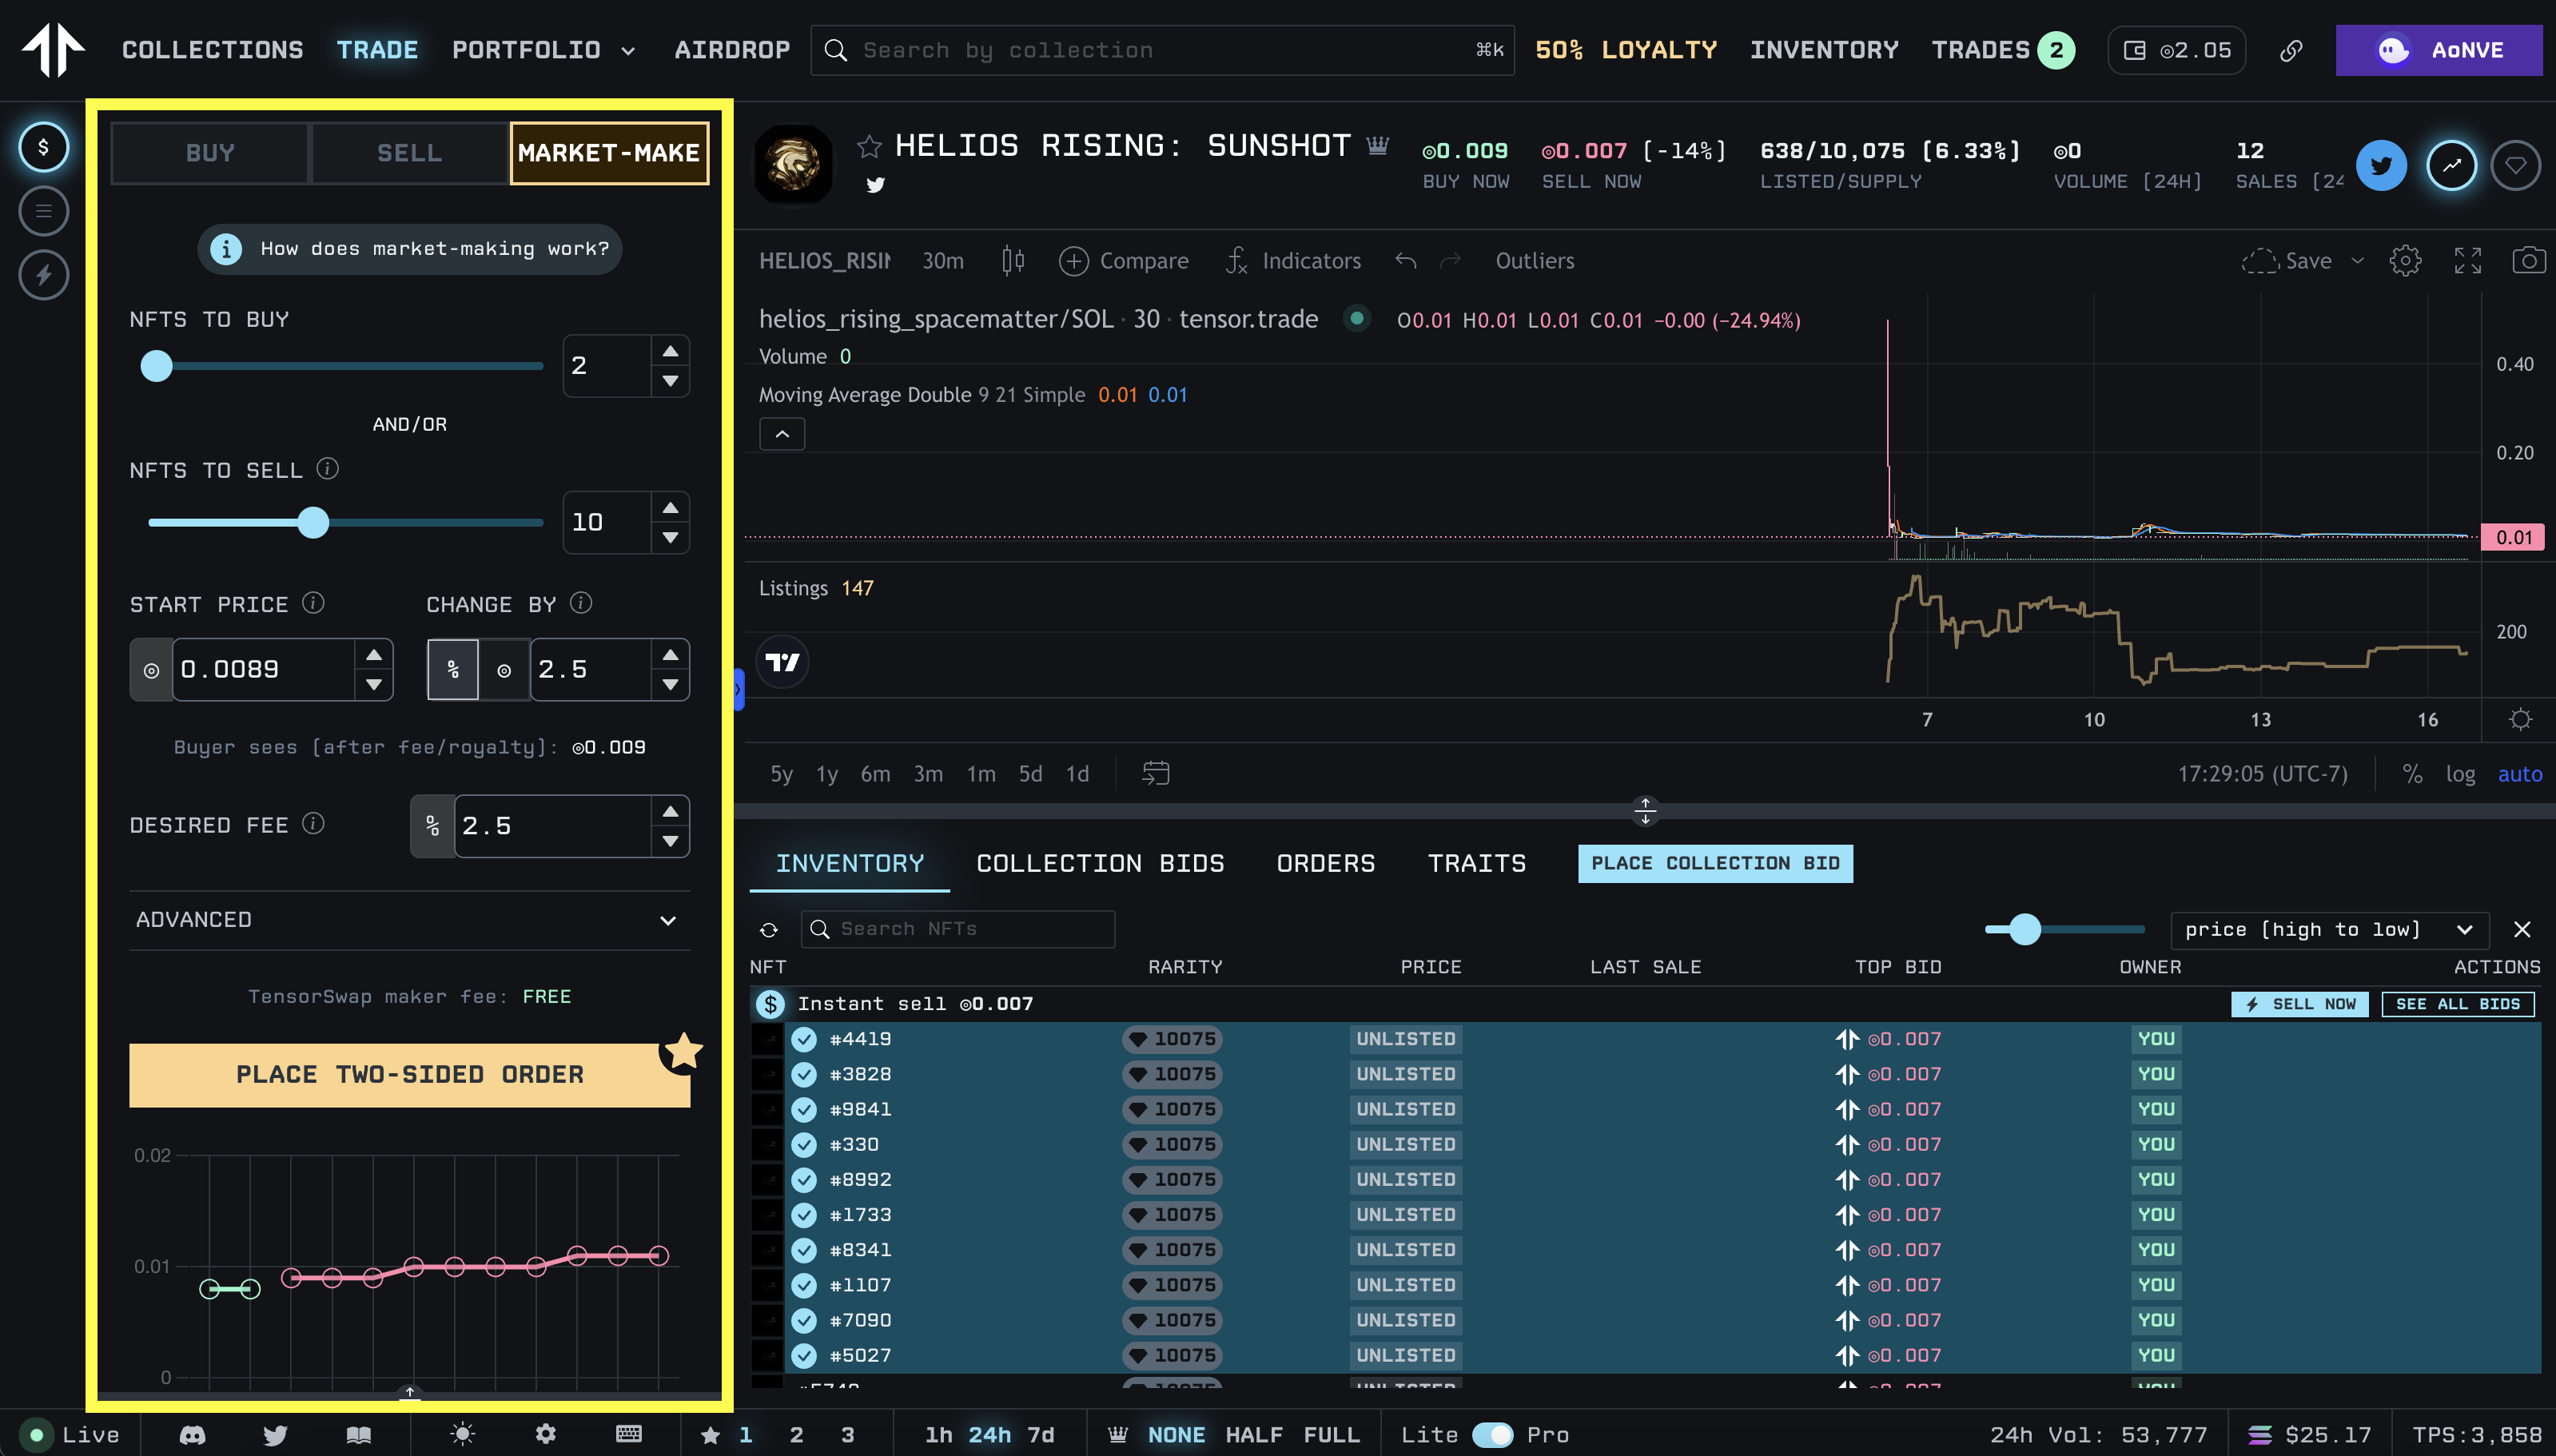 COLLECTIONS TRADE PORTFOLIO AIRDROP Search by collection ⌘K 50% LOYALTY INVENTORY TRADES 2 ◎2.05 AoNVE
BUY SELL MARKET-MAKE
How does market-making work?
NFTS TO BUY
2
AND/OR
NFTS TO SELL
10
START PRICE CHANGE BY
◎ 0.0089 % ◎ 2.5
Buyer sees [after fee/royalty]: ◎0.009
DESIRED FEE % 2.5
ADVANCED
TensorSwap maker fee: FREE
PLACE TWO-SIDED ORDER
0.02
0.01
0
HELIOS RISING: SUNSHOT
◎0.009 ◎0.007 [-14%] 638/10,075 [6.33%] ◎0 12
BUY NOW SELL NOW LISTED/SUPPLY VOLUME [24H] SALES [24
HELIOS_RISIN 30m Compare Indicators Outliers Save
helios_rising_spacematter/SOL · 30 · tensor.trade O0.01 H0.01 L0.01 C0.01 −0.00 (−24.94%)
Volume 0
Moving Average Double 9 21 Simple 0.01 0.01
0.40
0.20
0.01
Listings 147
200
7 10 13 16
5y 1y 6m 3m 1m 5d 1d 17:29:05 (UTC-7) % log auto
INVENTORY COLLECTION BIDS ORDERS TRAITS PLACE COLLECTION BID
Search NFTs price [high to low]
NFT RARITY PRICE LAST SALE TOP BID OWNER ACTIONS
$ Instant sell ◎0.007 SELL NOW SEE ALL BIDS
#4419 10075 UNLISTED ◎0.007 YOU
#3828 10075 UNLISTED ◎0.007 YOU
#9841 10075 UNLISTED ◎0.007 YOU
#330 10075 UNLISTED ◎0.007 YOU
#8992 10075 UNLISTED ◎0.007 YOU
#1733 10075 UNLISTED ◎0.007 YOU
#8341 10075 UNLISTED ◎0.007 YOU
#1107 10075 UNLISTED ◎0.007 YOU
#7090 10075 UNLISTED ◎0.007 YOU
#5027 10075 UNLISTED ◎0.007 YOU
Live 1 2 3 1h 24h 7d NONE HALF FULL Lite Pro 24h Vol: 53,777 $25.17 TPS:3,858